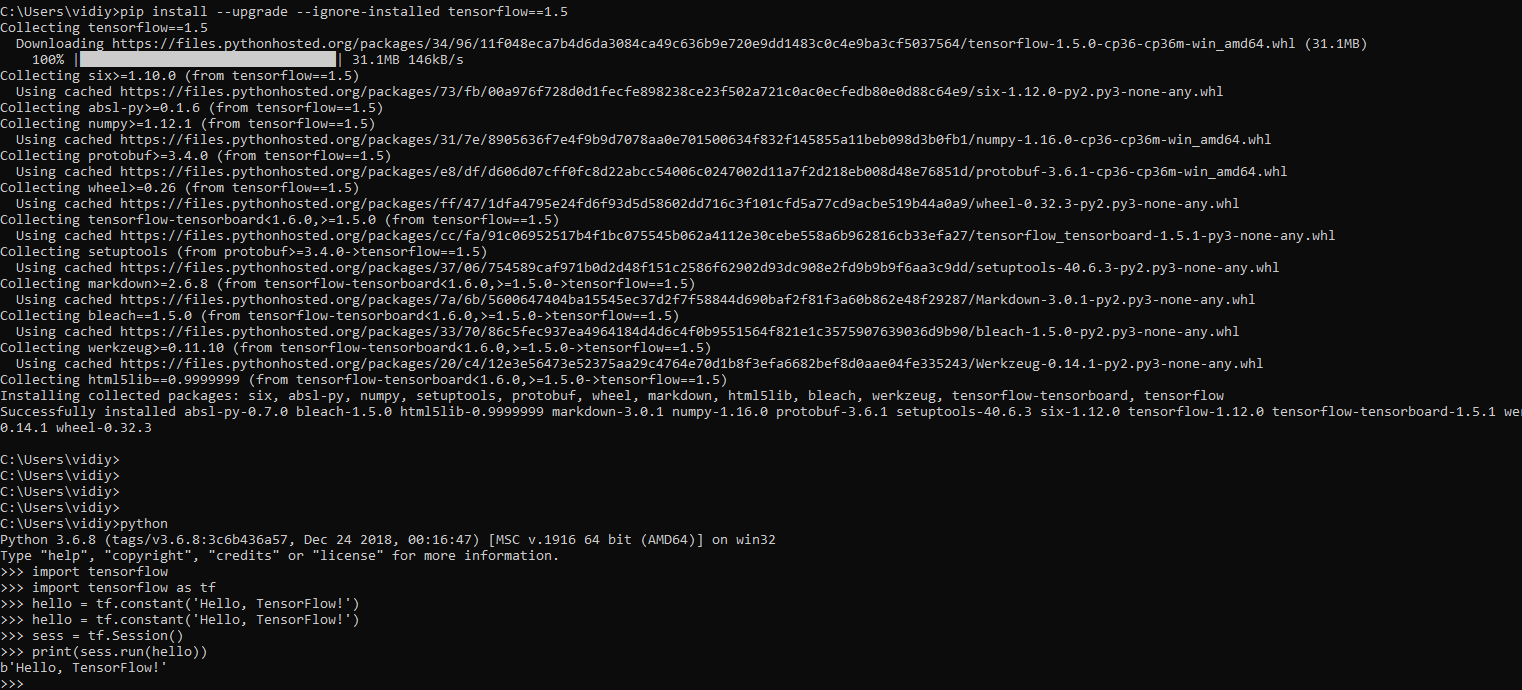 C:\Users\vidiy>pip install --upgrade --ignore-installed tensorflow==1.5
Collecting tensorflow==1.5
  Downloading https://files.pythonhosted.org/packages/34/96/11f048eca7b4d6da3084ca49c636b9e720e9dd1483c0c4e9ba3cf5037564/tensorflow-1.5.0-cp36-cp36m-win_amd64.whl (31.1MB)
    100% |████████████████████████████████| 31.1MB 146kB/s
Collecting six>=1.10.0 (from tensorflow==1.5)
  Using cached https://files.pythonhosted.org/packages/73/fb/00a976f728d0d1fecfe898238ce23f502a721c0ac0ecfedb80e0d88c64e9/six-1.12.0-py2.py3-none-any.whl
Collecting absl-py>=0.1.6 (from tensorflow==1.5)
Collecting numpy>=1.12.1 (from tensorflow==1.5)
  Using cached https://files.pythonhosted.org/packages/31/7e/8905636f7e4f9b9d7078aa0e701500634f832f145855a11beb098d3b0fb1/numpy-1.16.0-cp36-cp36m-win_amd64.whl
Collecting protobuf>=3.4.0 (from tensorflow==1.5)
  Using cached https://files.pythonhosted.org/packages/e8/df/d606d07cff0fc8d22abcc54006c0247002d11a7f2d218eb008d48e76851d/protobuf-3.6.1-cp36-cp36m-win_amd64.whl
Collecting wheel>=0.26 (from tensorflow==1.5)
  Using cached https://files.pythonhosted.org/packages/ff/47/1dfa4795e24fd6f93d5d58602dd716c3f101cfd5a77cd9acbe519b44a0a9/wheel-0.32.3-py2.py3-none-any.whl
Collecting tensorflow-tensorboard<1.6.0,>=1.5.0 (from tensorflow==1.5)
  Using cached https://files.pythonhosted.org/packages/cc/fa/91c06952517b4f1bc075545b062a4112e30cebe558a6b962816cb33efa27/tensorflow_tensorboard-1.5.1-py3-none-any.whl
Collecting setuptools (from protobuf>=3.4.0->tensorflow==1.5)
  Using cached https://files.pythonhosted.org/packages/37/06/754589caf971b0d2d48f151c2586f62902d93dc908e2fd9b9b9f6aa3c9dd/setuptools-40.6.3-py2.py3-none-any.whl
Collecting markdown>=2.6.8 (from tensorflow-tensorboard<1.6.0,>=1.5.0->tensorflow==1.5)
  Using cached https://files.pythonhosted.org/packages/7a/6b/5600647404ba15545ec37d2f7f58844d690baf2f81f3a60b862e48f29287/Markdown-3.0.1-py2.py3-none-any.whl
Collecting bleach==1.5.0 (from tensorflow-tensorboard<1.6.0,>=1.5.0->tensorflow==1.5)
  Using cached https://files.pythonhosted.org/packages/33/70/86c5fec937ea4964184d4d6c4f0b9551564f821e1c3575907639036d9b90/bleach-1.5.0-py2.py3-none-any.whl
Collecting werkzeug>=0.11.10 (from tensorflow-tensorboard<1.6.0,>=1.5.0->tensorflow==1.5)
  Using cached https://files.pythonhosted.org/packages/20/c4/12e3e56473e52375aa29c4764e70d1b8f3efa6682bef8d0aae04fe335243/Werkzeug-0.14.1-py2.py3-none-any.whl
Collecting html5lib==0.9999999 (from tensorflow-tensorboard<1.6.0,>=1.5.0->tensorflow==1.5)
Installing collected packages: six, absl-py, numpy, setuptools, protobuf, wheel, markdown, html5lib, bleach, werkzeug, tensorflow-tensorboard, tensorflow
Successfully installed absl-py-0.7.0 bleach-1.5.0 html5lib-0.9999999 markdown-3.0.1 numpy-1.16.0 protobuf-3.6.1 setuptools-40.6.3 six-1.12.0 tensorflow-1.12.0 tensorflow-tensorboard-1.5.1 we
0.14.1 wheel-0.32.3
C:\Users\vidiy>
C:\Users\vidiy>
C:\Users\vidiy>
C:\Users\vidiy>
C:\Users\vidiy>python
Python 3.6.8 (tags/v3.6.8:3c6b436a57, Dec 24 2018, 00:16:47) [MSC v.1916 64 bit (AMD64)] on win32
Type "help", "copyright", "credits" or "license" for more information.
>>> import tensorflow
>>> import tensorflow as tf
>>> hello = tf.constant('Hello, TensorFlow!')
>>> hello = tf.constant('Hello, TensorFlow!')
>>> sess = tf.Session()
>>> print(sess.run(hello))
b'Hello, TensorFlow!'
>>>